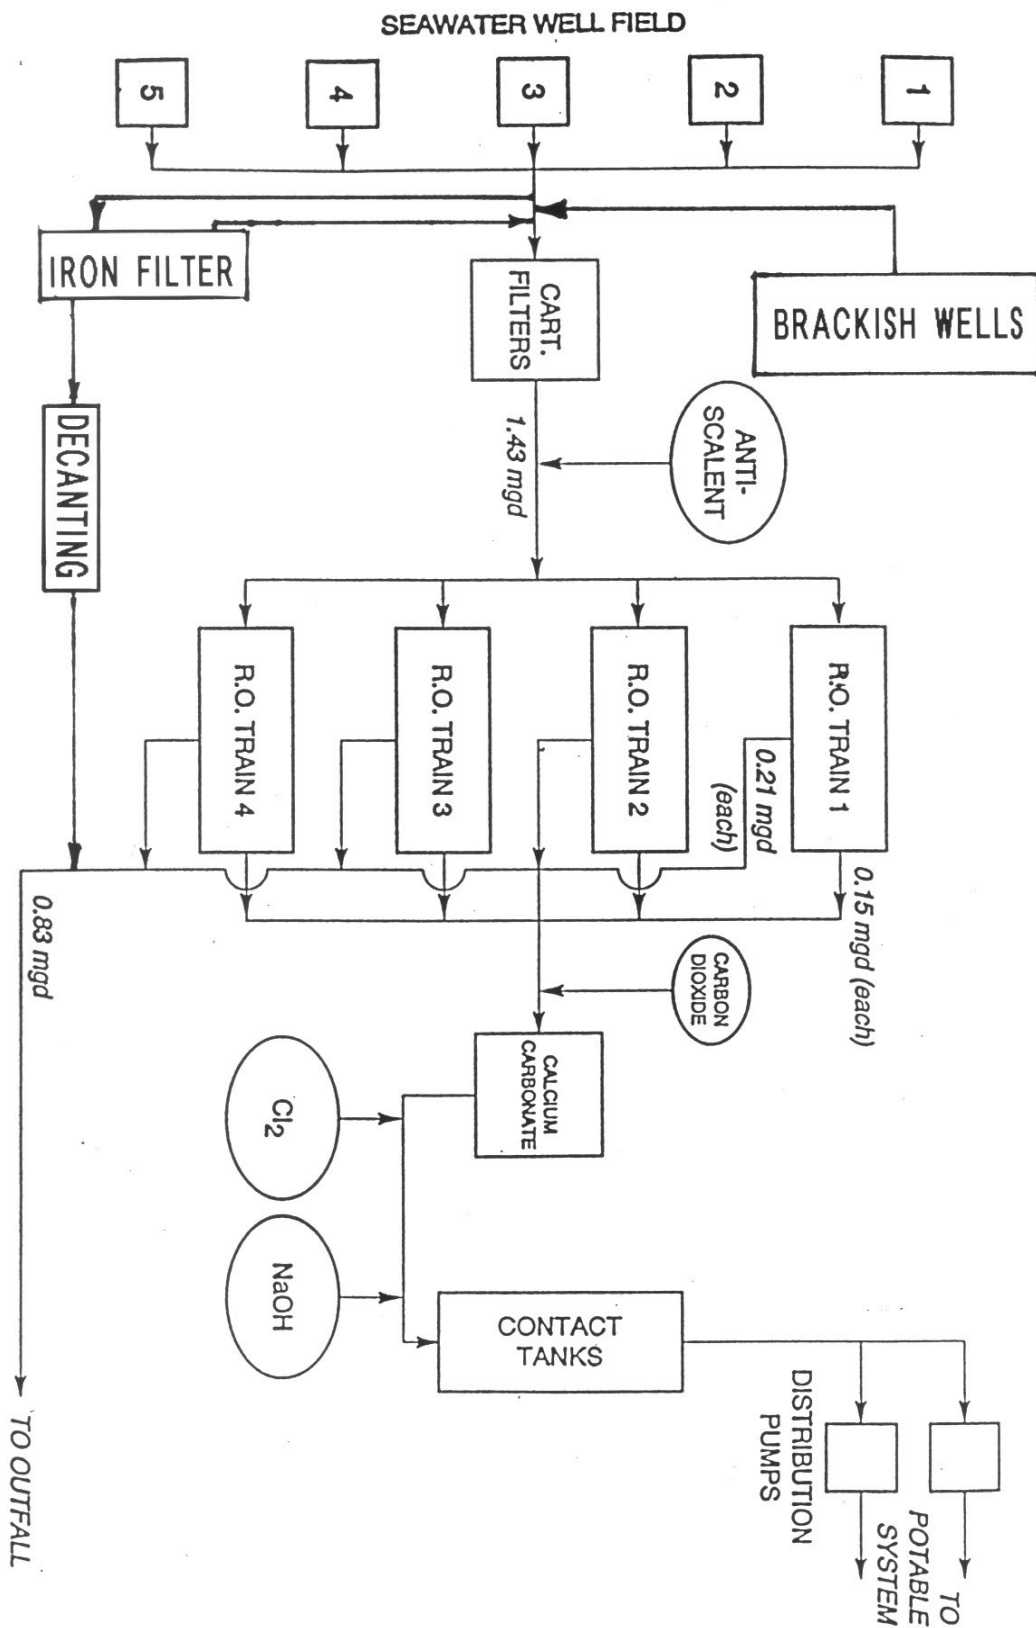 SEAWATER WELL FIELD
5
4
3
2
1
IRON FILTER
CART.
FILTERS
BRACKISH WELLS
DECANTING
1.43 mgd
ANTI-
SCALENT
R.O. TRAIN 4
R.O. TRAIN 3
R.O. TRAIN 2
R.O. TRAIN 1
0.21 mgd
(each)
0.15 mgd (each)
0.83 mgd
CARBON
DIOXIDE
CALCIUM
CARBONATE
Cl2
NaOH
CONTACT
TANKS
DISTRIBUTION
PUMPS
TO
POTABLE
SYSTEM
TO OUTFALL